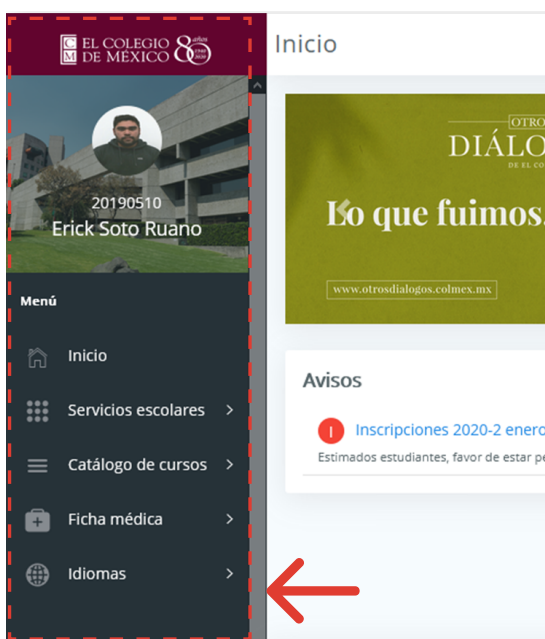 EL COLEGIO
DE MÉXICO
80 años
1940
2020
Inicio
20190510
Erick Soto Ruano
Menú
Inicio
Servicios escolares
Catálogo de cursos
Ficha médica
Idiomas
OTRO
DIÁLO
DE EL CO
Lo que fuimos.
www.otrosdialogos.colmex.mx
Avisos
I
Inscripciones 2020-2 enero
Estimados estudiantes, favor de estar pe